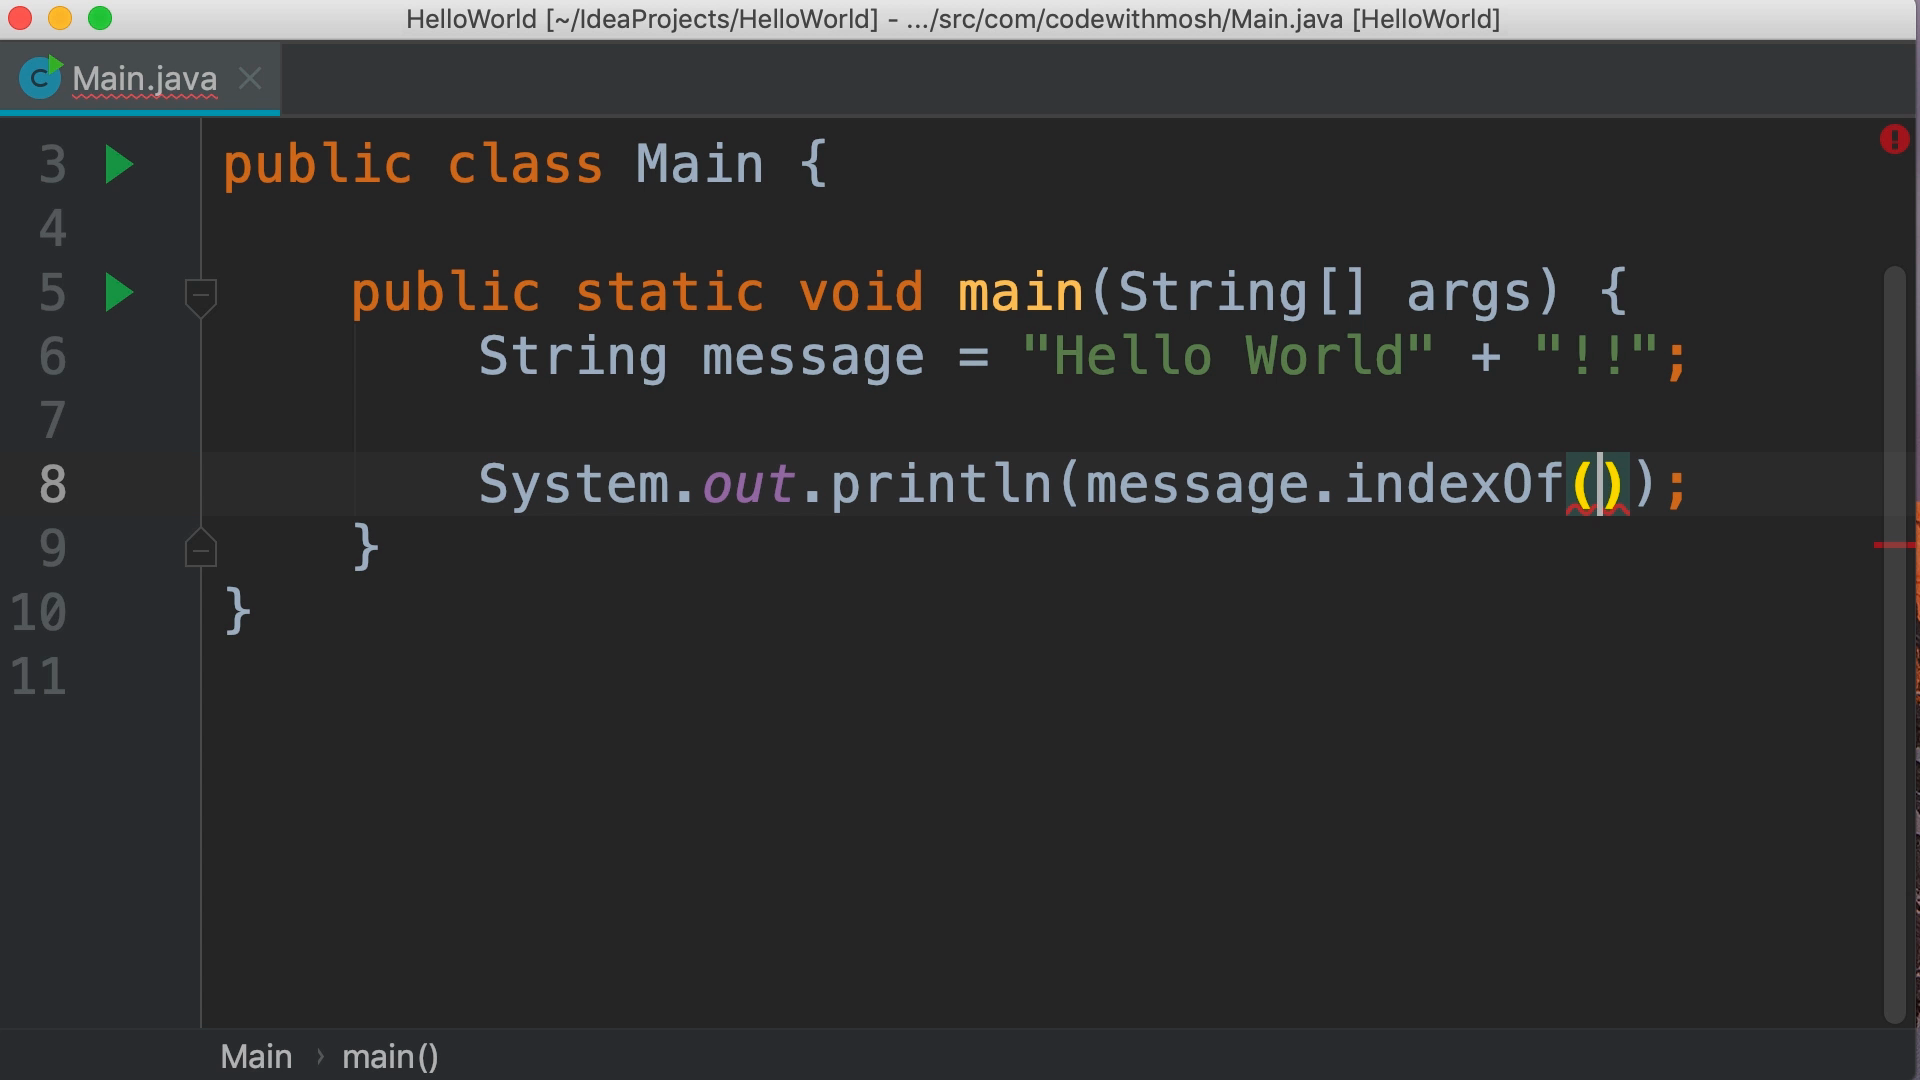 HelloWorld [~/IdeaProjects/HelloWorld] - .../src/com/codewithmosh/Main.java [HelloWorld]
C Main.java
3 public class Main {
4
5 public static void main(String[] args) {
6 String message = "Hello World" + "!!";
7
8 System.out.println(message.indexOf());
9 }
10 }
11
Main › main()